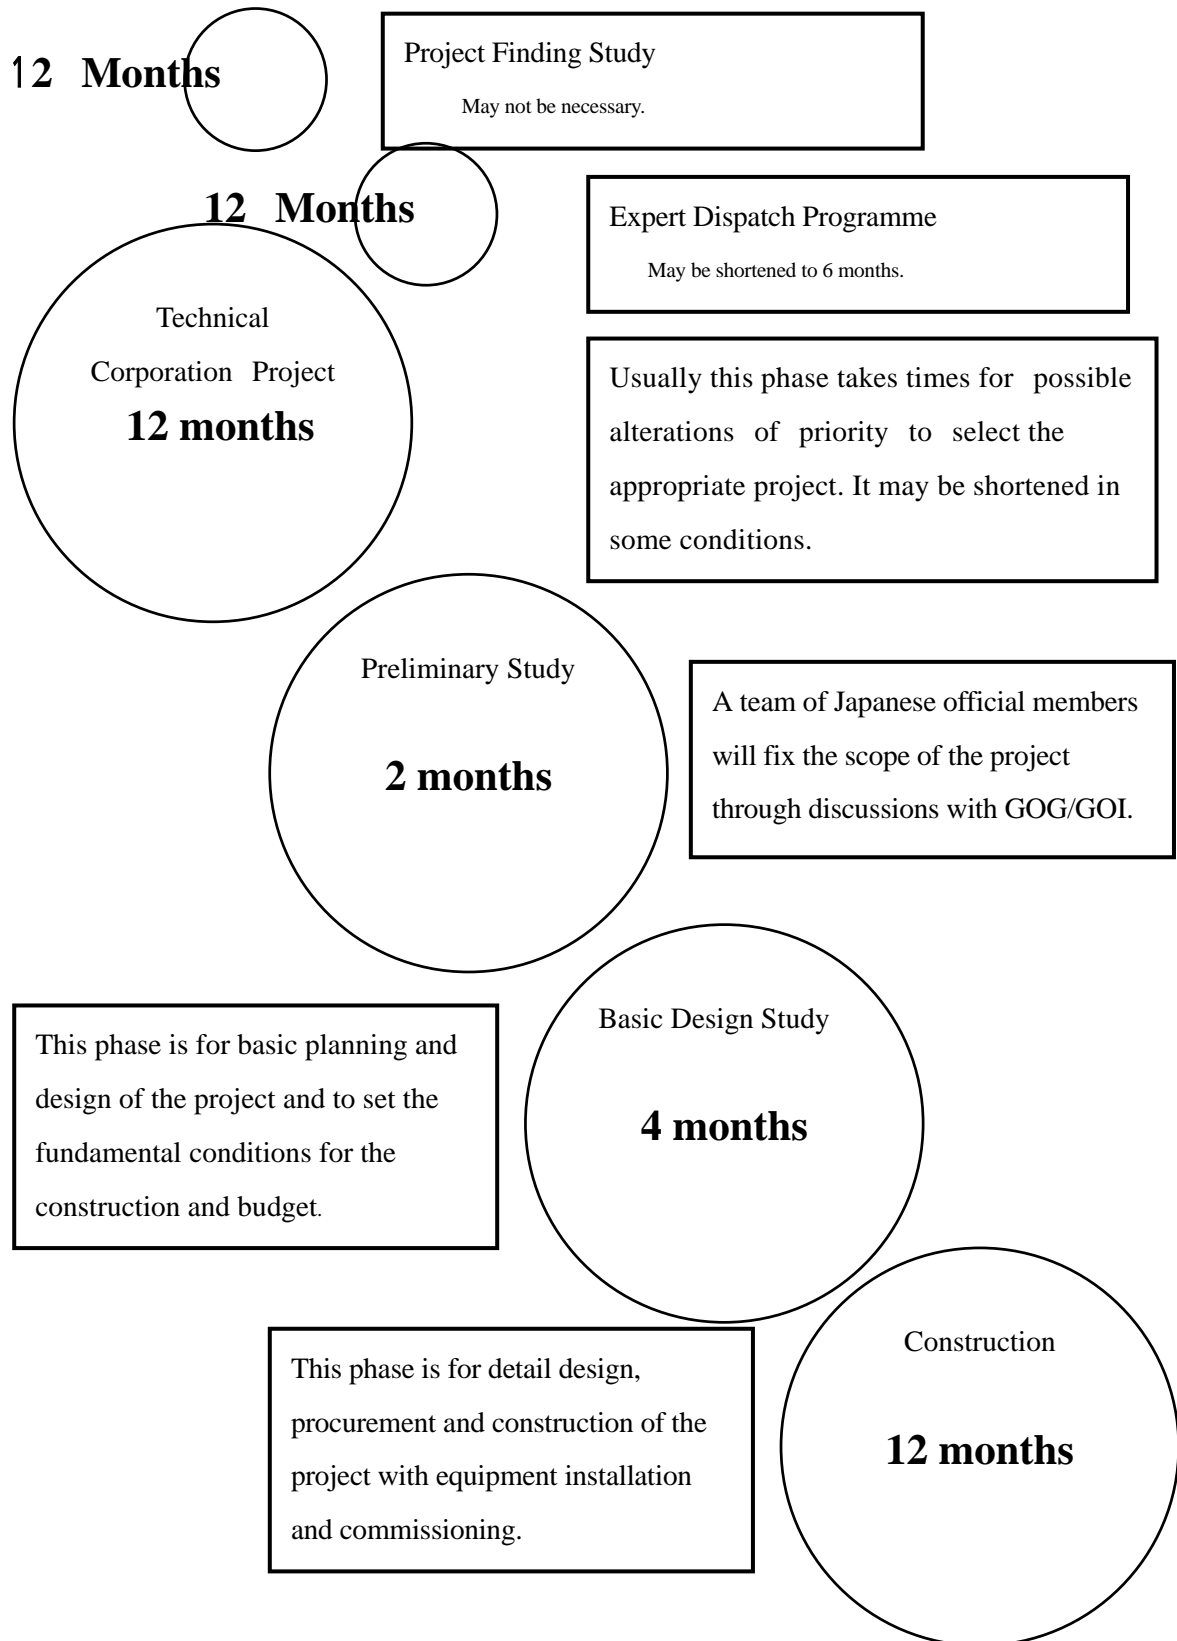 12 Months
Project Finding Study
May not be necessary.
12 Months
Expert Dispatch Programme
May be shortened to 6 months.
Technical
Corporation Project
12 months
Usually this phase takes times for possible
alterations of priority to select the
appropriate project. It may be shortened in
some conditions.
Preliminary Study
2 months
A team of Japanese official members
will fix the scope of the project
through discussions with GOG/GOI.
Basic Design Study
4 months
This phase is for basic planning and
design of the project and to set the
fundamental conditions for the
construction and budget.
Construction
12 months
This phase is for detail design,
procurement and construction of the
project with equipment installation
and commissioning.